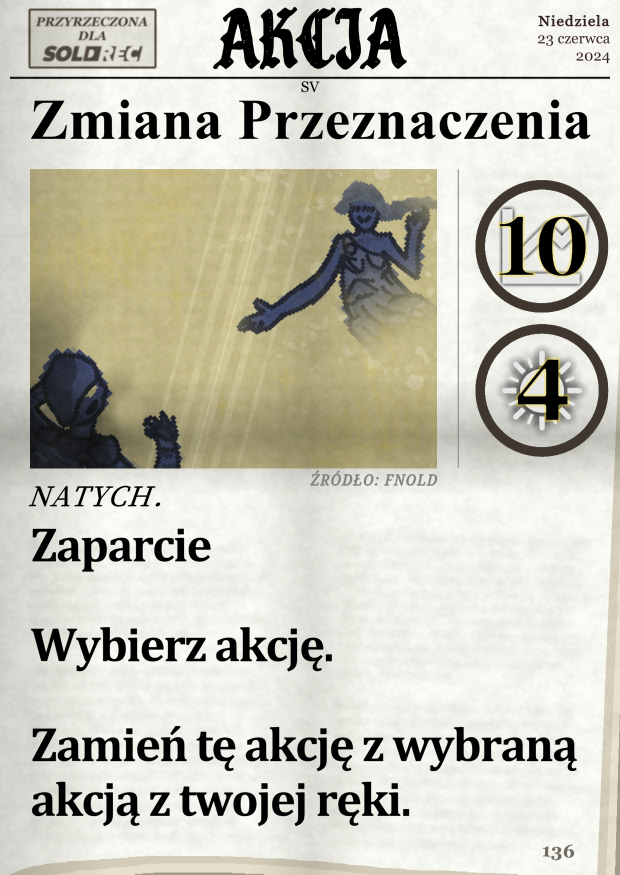 PRZYRZECZONA
DLA
SOLDREC
AKCJA
Niedziela
23 czerwca
2024
SV
Zmiana Przeznaczenia
10
4
ŹRÓDŁO: FNOLD
NATYCH.
Zaparcie
Wybierz akcję.
Zamień tę akcję z wybraną
akcją z twojej ręki.
136